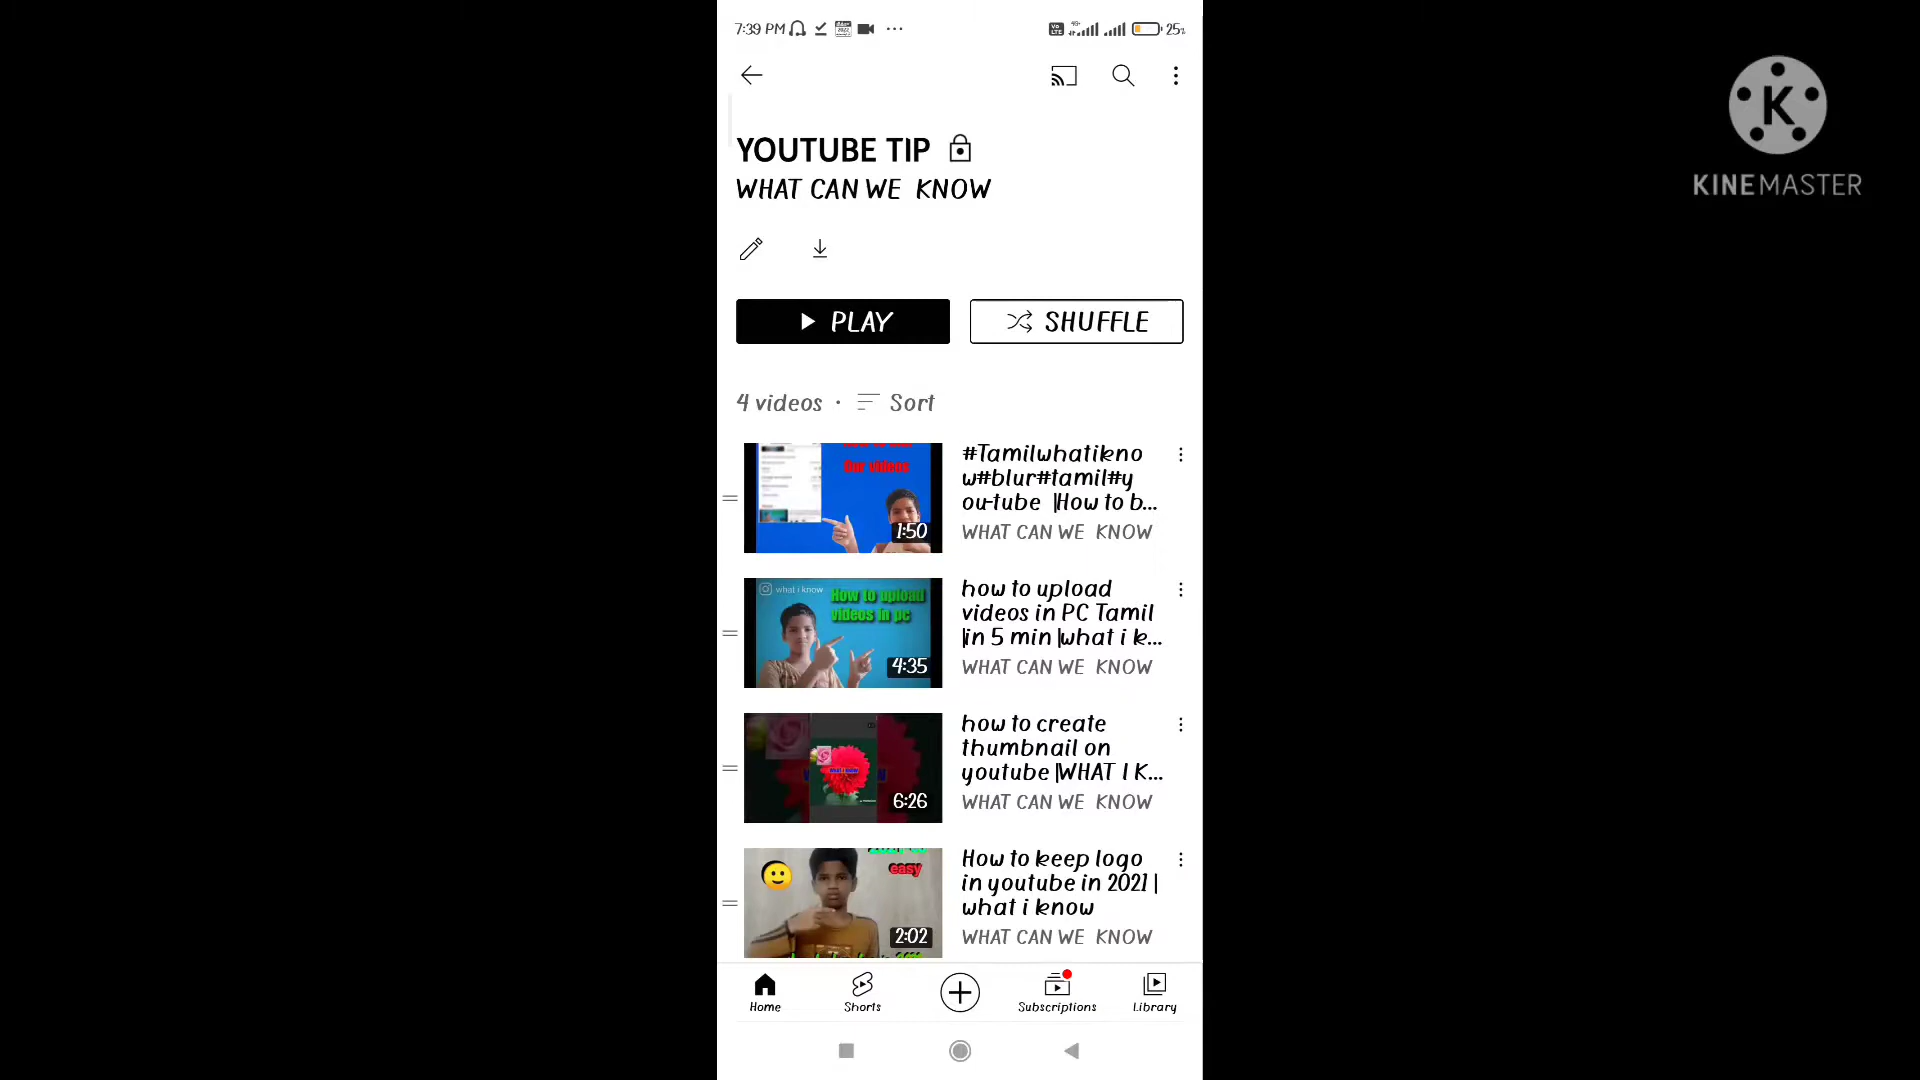 7:39 PM
Vo LTE 4G+ 25%
KINEMASTER
YOUTUBE TIP
WHAT CAN WE KNOW
PLAY
SHUFFLE
4 videos · Sort
#Tamilwhatikno
w#blur#tamil#y
ou-tube |How to b...
WHAT CAN WE KNOW
Our videos
1:50
how to upload
videos in PC Tamil
|in 5 min |what i k...
WHAT CAN WE KNOW
what i know
How to upload
videos in pc
4:35
how to create
thumbnail on
youtube |WHAT I K...
WHAT CAN WE KNOW
6:26
How to keep logo
in youtube in 2021 |
what i know
WHAT CAN WE KNOW
easy
2:02
Home
Shorts
Subscriptions
Library